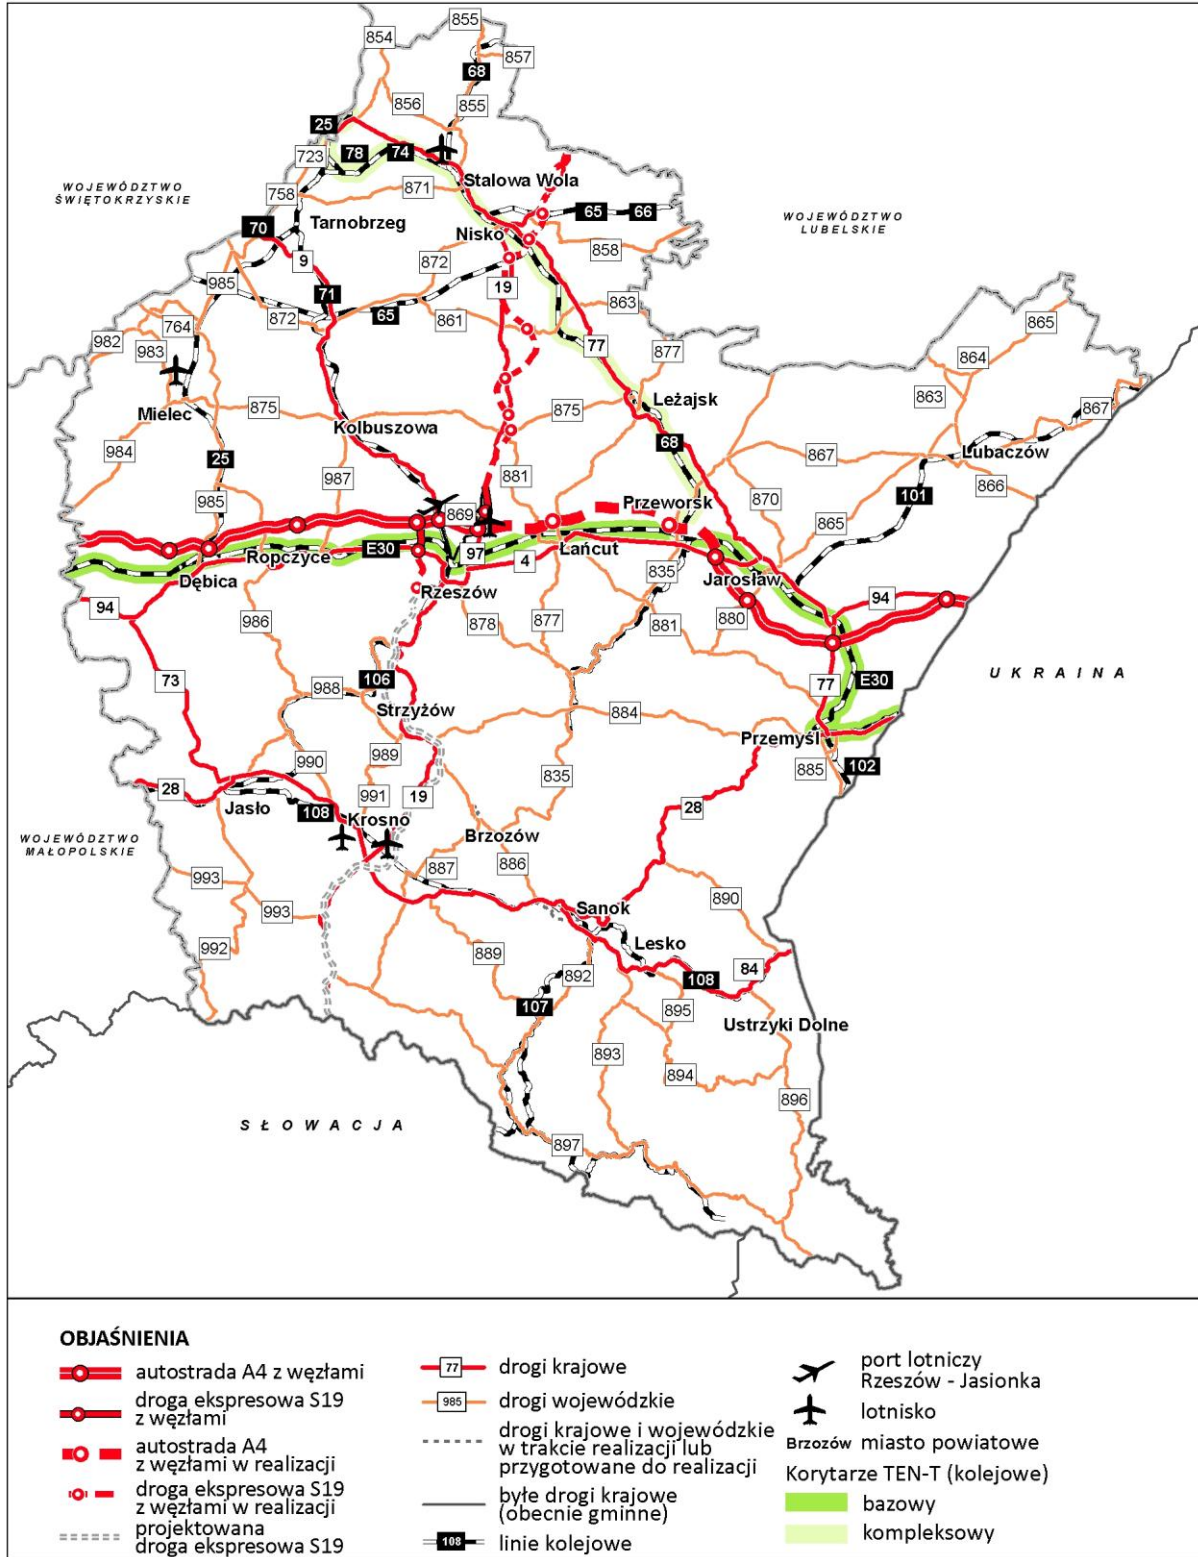 855
854
857
68
856
855
25
723
78
74
WOJEWÓDZTWO
ŚWIĘTOKRZYSKIE
758
871
Stalowa Wola
70
Tarnobrzeg
65
66
WOJEWÓDZTWO
LUBELSKIE
Nisko
858
9
872
985
71
19
863
872
65
861
865
764
982
983
77
877
864
863
Mielec
875
875
Leżajsk
867
Kolbuszowa
68
984
25
987
881
867
Lubaczów
866
985
869
Przeworsk
870
101
865
Ropczyce
E30
97
4
Łańcut
Dębica
Rzeszów
835
Jarosław
94
94
986
878
877
881
880
73
988
106
77
E30
UKRAINA
Strzyżów
884
Przemyśl
990
989
835
885
102
28
991
19
28
Jasło
108
Krosno
Brzozów
WOJEWÓDZTWO
MAŁOPOLSKIE
887
886
993
993
890
Sanok
992
889
Lesko
892
84
108
107
895
Ustrzyki Dolne
893
894
896
SŁOWACJA
897
OBJAŚNIENIA
autostrada A4 z węzłami
droga ekspresowa S19
z węzłami
autostrada A4
z węzłami w realizacji
droga ekspresowa S19
z węzłami w realizacji
projektowana
droga ekspresowa S19
77 drogi krajowe
985 drogi wojewódzkie
drogi krajowe i wojewódzkie
w trakcie realizacji lub
przygotowane do realizacji
byłe drogi krajowe
(obecnie gminne)
108 linie kolejowe
port lotniczy
Rzeszów - Jasionka
lotnisko
Brzozów miasto powiatowe
Korytarze TEN-T (kolejowe)
bazowy
kompleksowy